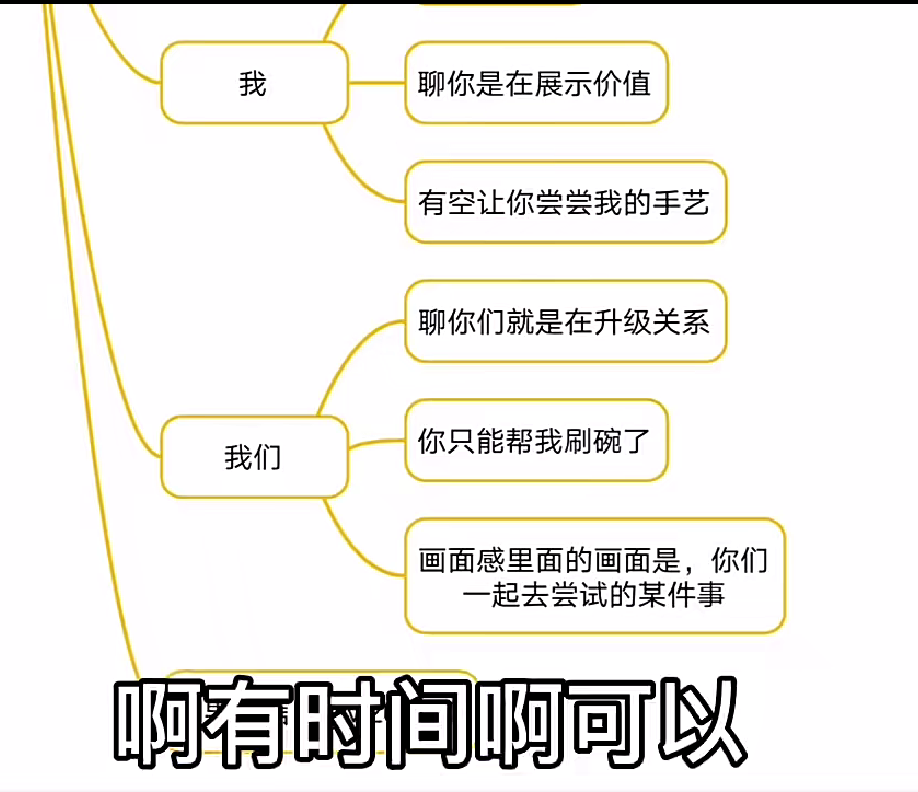 我
聊你是在展示价值
有空让你尝尝我的手艺
聊你们就是在升级关系
我们
你只能帮我刷碗了
画面感里面的画面是，你们
一起去尝试的某件事
啊有时间啊可以